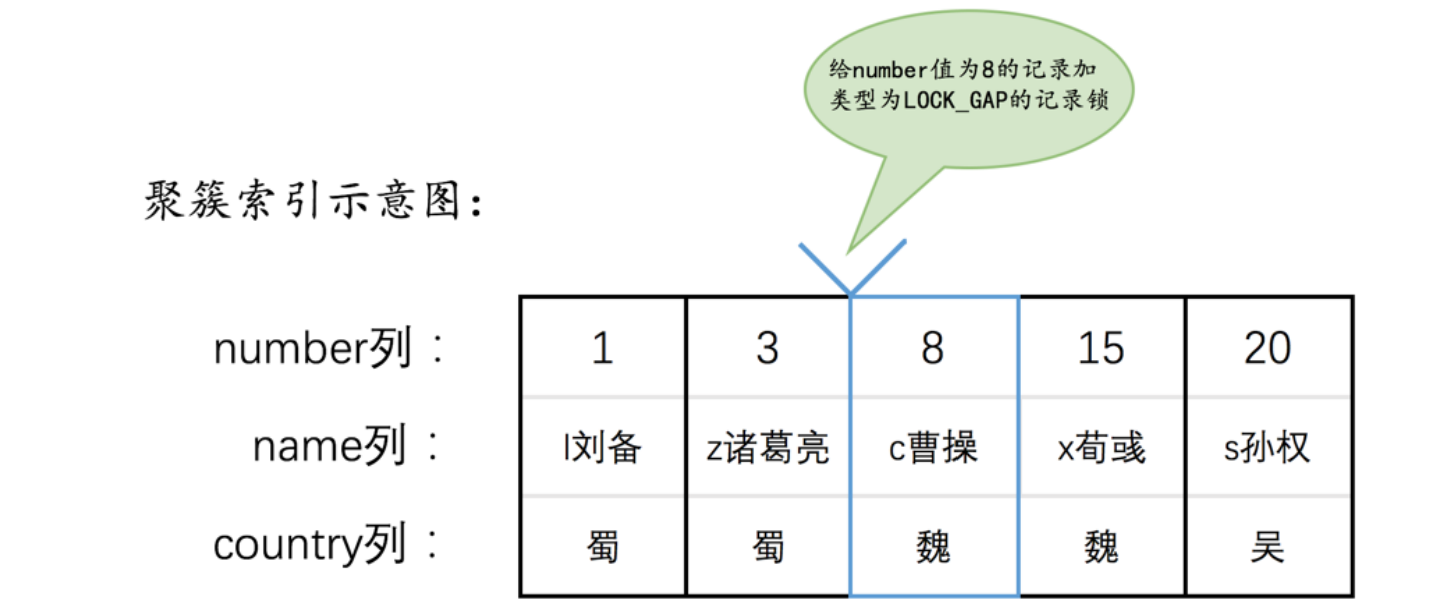 给number值为8的记录加
类型为LOCK_GAP的记录锁
聚簇索引示意图：
number列： 1 3 8 15 20
name列： l刘备 z诸葛亮 c曹操 x荀彧 s孙权
country列： 蜀 蜀 魏 魏 吴